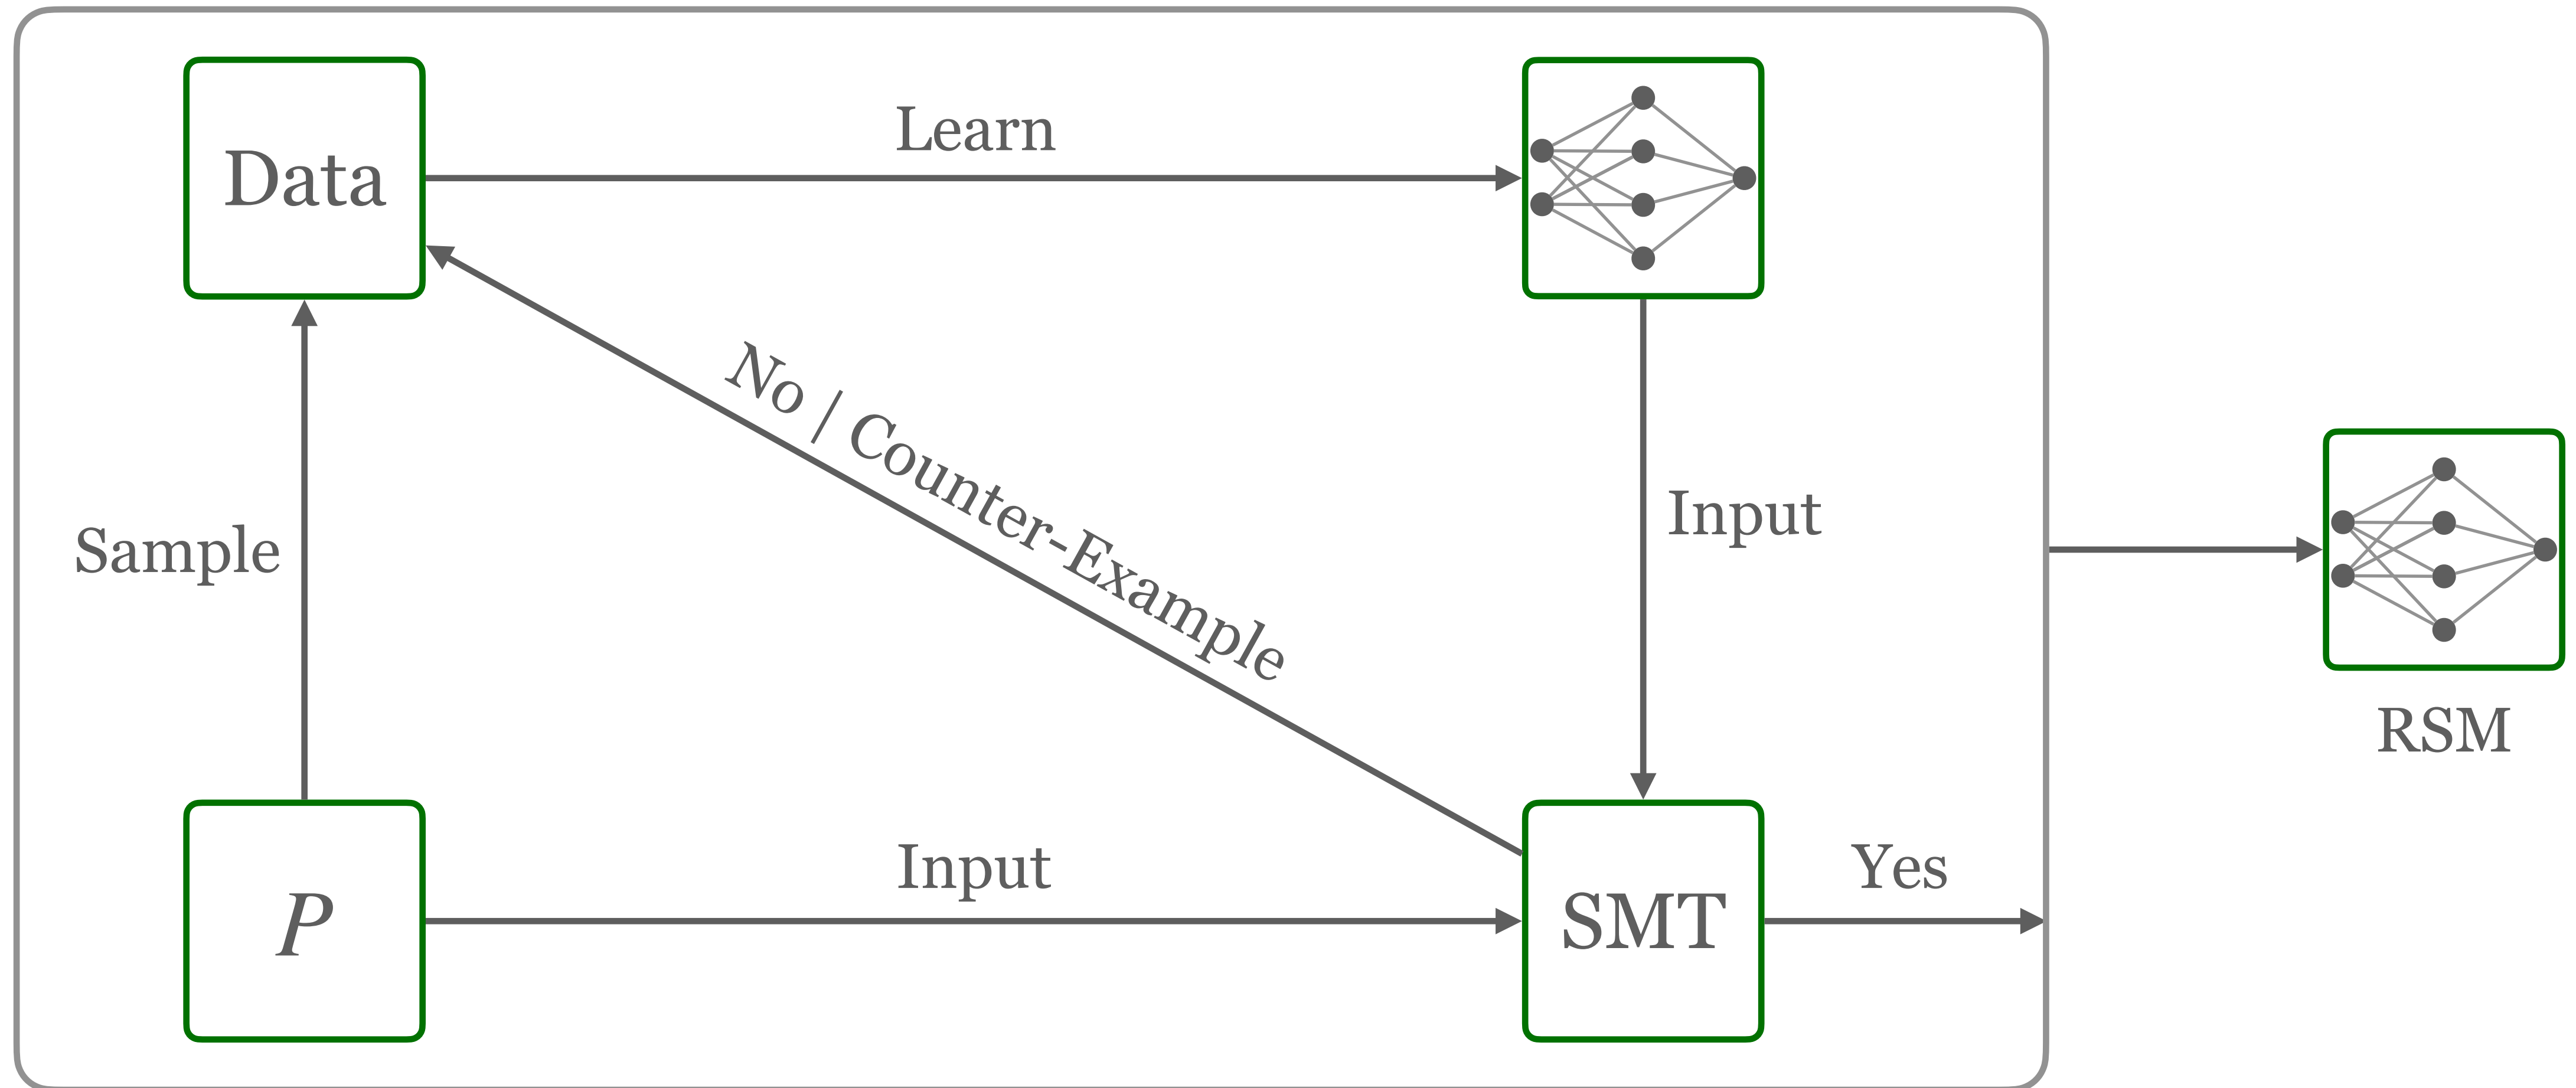 Learn
Data
No | Counter-Example
Input
Sample
RSM
Input
Yes
P
SMT